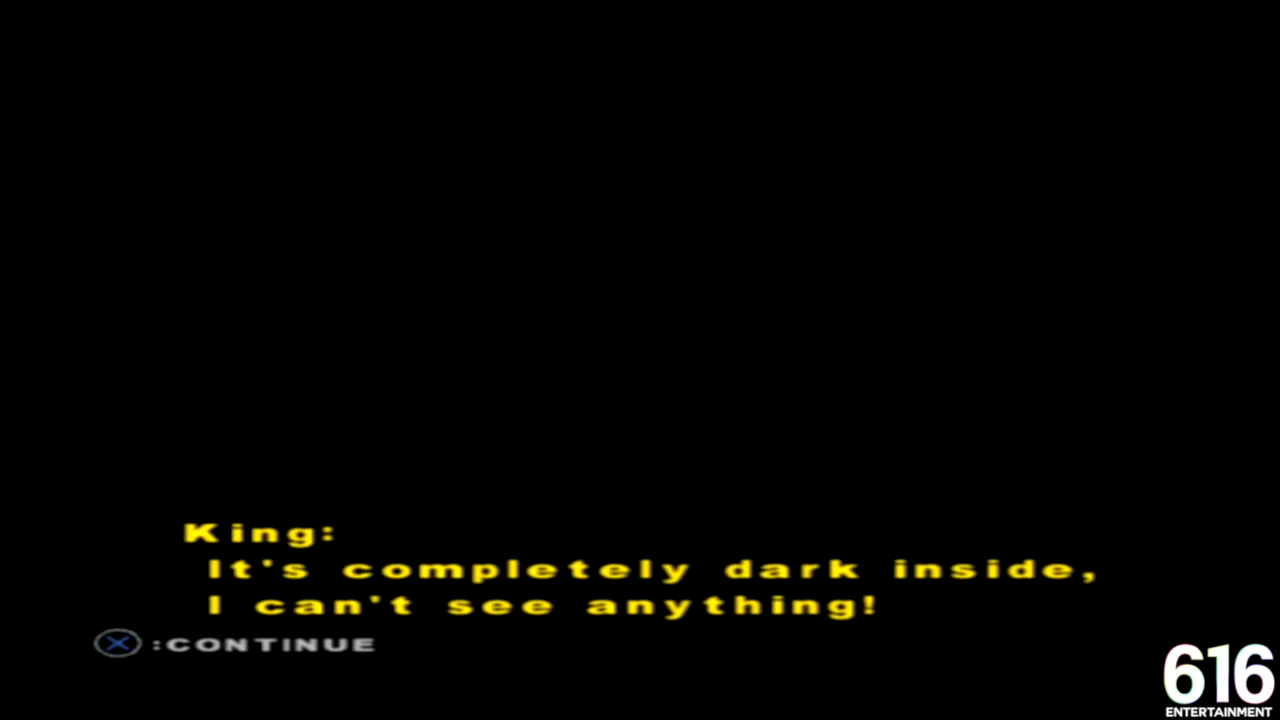 King:
It's completely dark inside,
I can't see anything!
:CONTINUE
616
ENTERTAINMENT